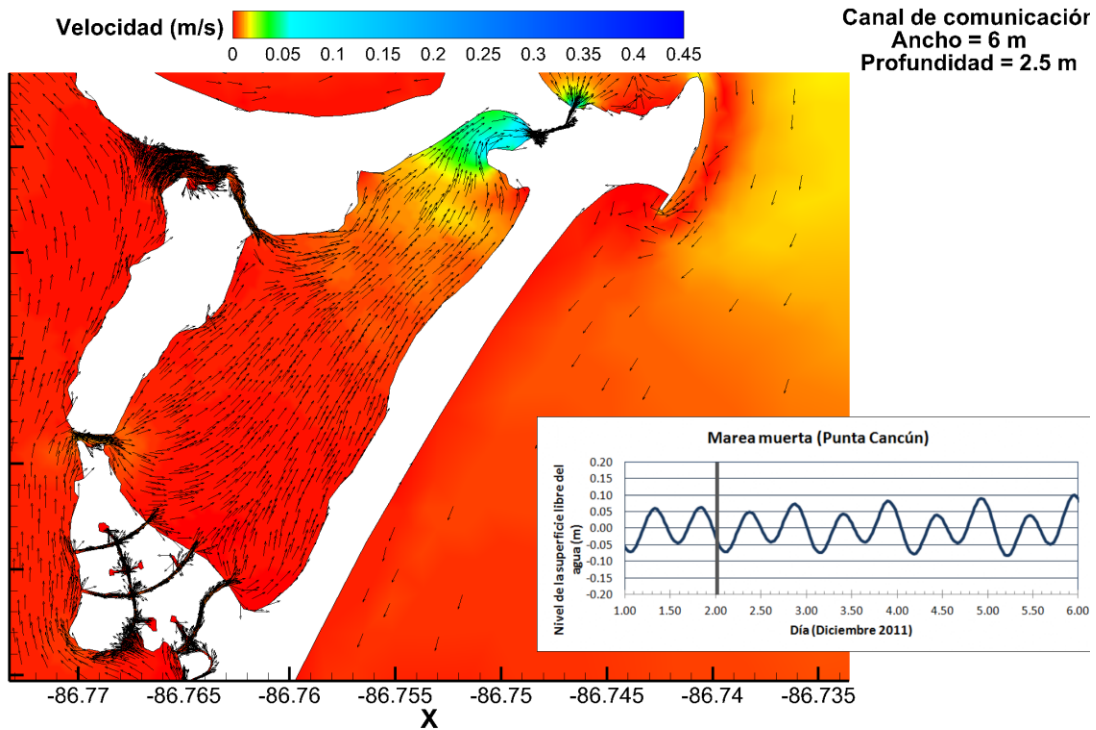 Velocidad (m/s)
0 0.05 0.1 0.15 0.2 0.25 0.3 0.35 0.4 0.45
Canal de comunicación
Ancho = 6 m
Profundidad = 2.5 m
Marea muerta (Punta Cancún)
Nivel de la superficie libre del
agua (m)
0.20
0.15
0.10
0.05
0.00
-0.05
-0.10
-0.15
-0.20
1.00 1.50 2.00 2.50 3.00 3.50 4.00 4.50 5.00 5.50 6.00
Día (Diciembre 2011)
-86.77 -86.765 -86.76 -86.755 -86.75 -86.745 -86.74 -86.735
X